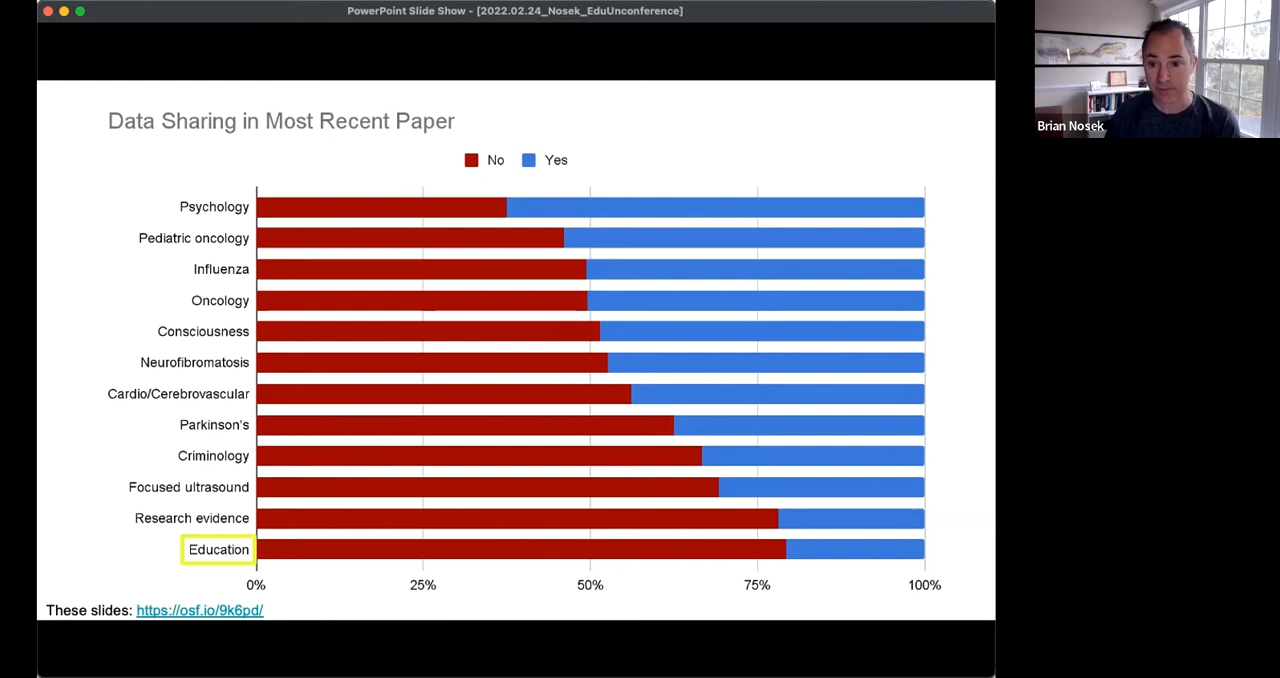 PowerPoint Slide Show - [2022.02.24_Nosek_EduUnconference]
Data Sharing in Most Recent Paper
No Yes
Psychology
Pediatric oncology
Influenza
Oncology
Consciousness
Neurofibromatosis
Cardio/Cerebrovascular
Parkinson's
Criminology
Focused ultrasound
Research evidence
Education
0% 25% 50% 75% 100%
These slides: https://osf.io/9k6pd/
Brian Nosek